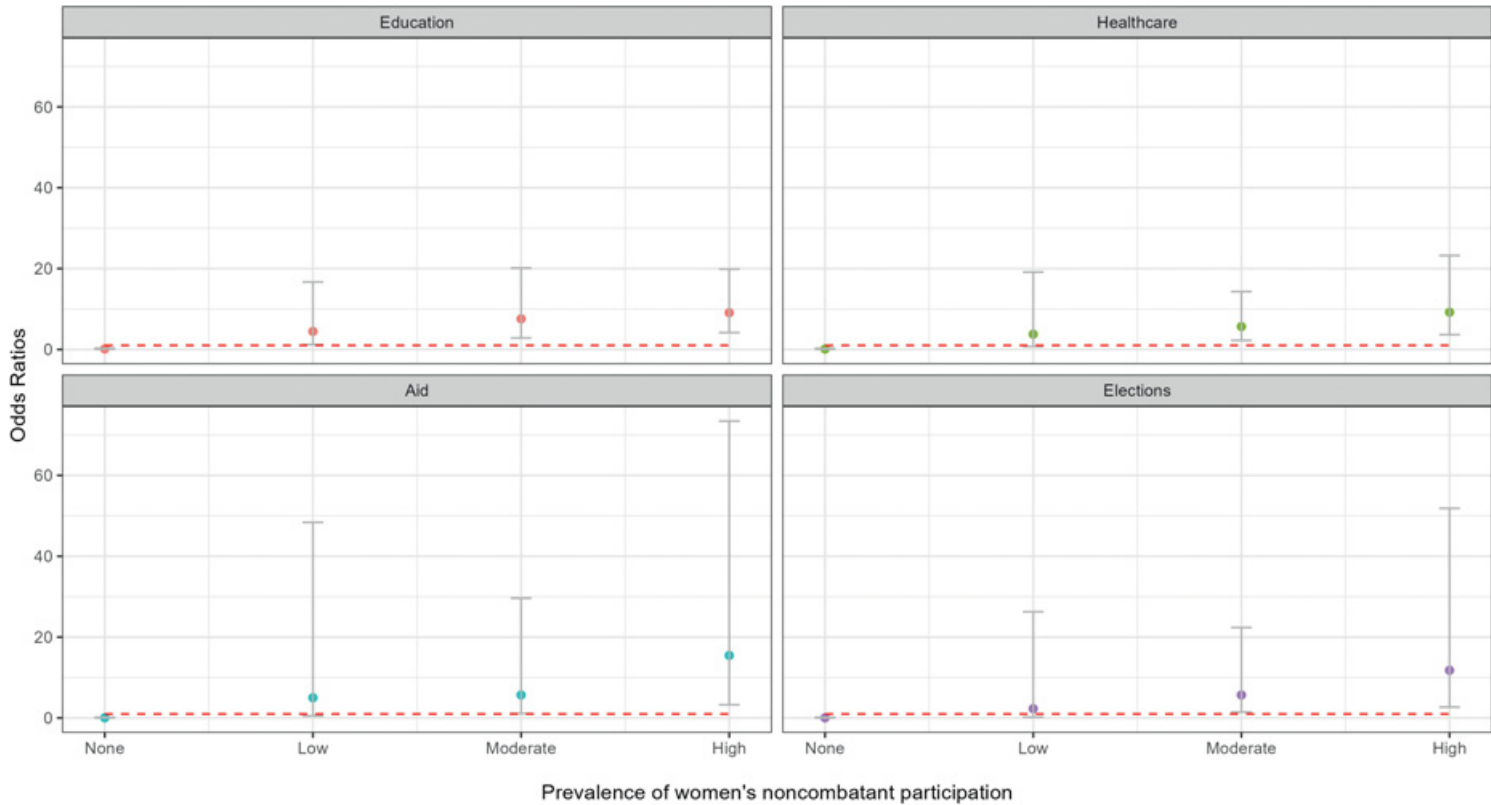 Education
Healthcare
60
40
20
0
Aid
Elections
60
40
20
0
Odds Ratios
None
Low
Moderate
High
None
Low
Moderate
High
Prevalence of women's noncombatant participation